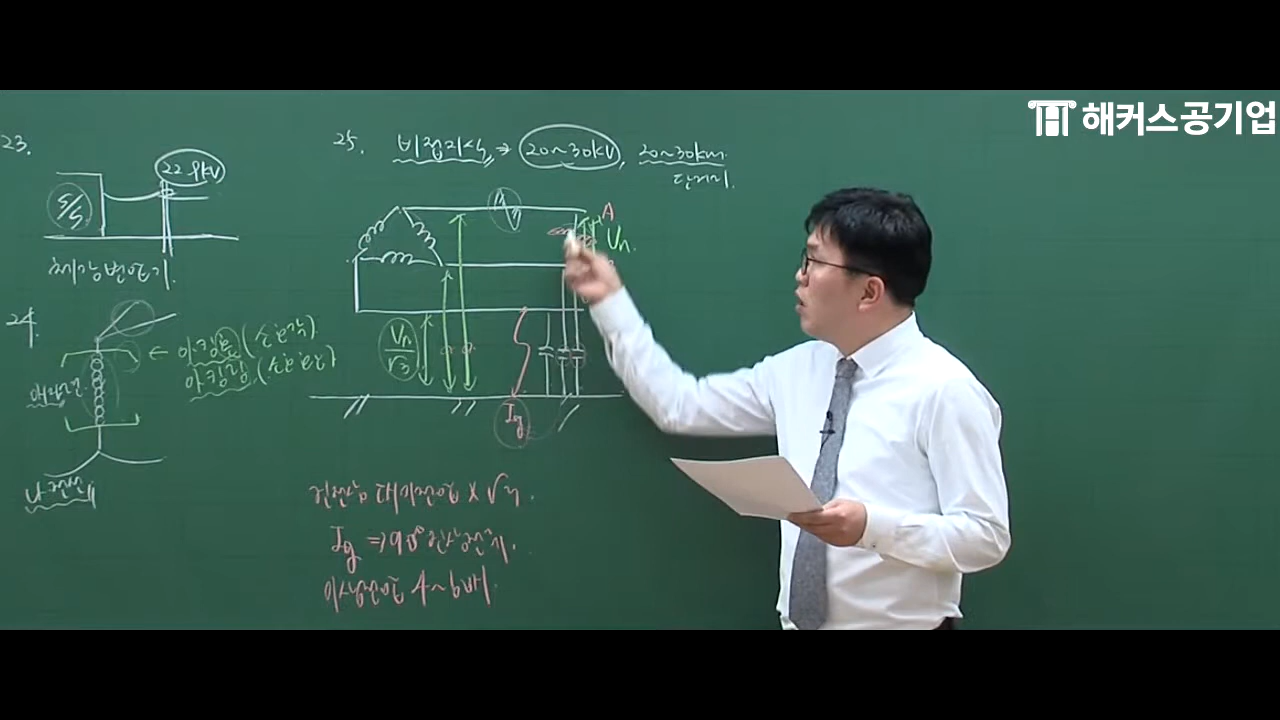 해커스공기업
23.
22.9kV
S/S
체강변압기.
24.
아킹혼(소호각)
아킹링(소호환)
애자련.
나전선
25. 비접지식 ⇒ 20~30kV, 20~30km.
단거리.
A
Vn.
Vn/√3
Ig
건전상 대지전압 × √3.
Ig ⇒ 90° 진상전류.
이상전압 4~6배.